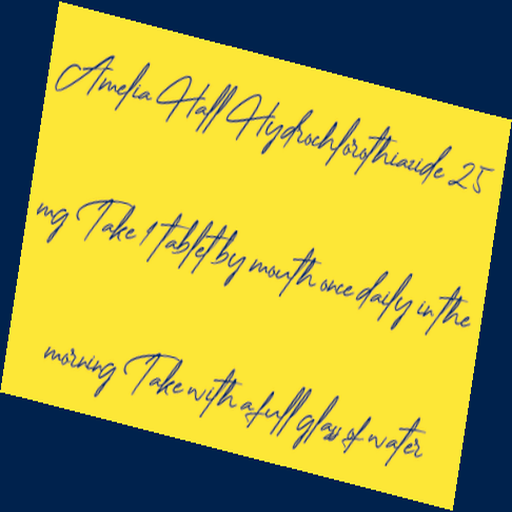 Amelia Hall Hydrochlorothiazide 25
mg Take 1 tablet by mouth once daily in the
morning Take with a full glass of water